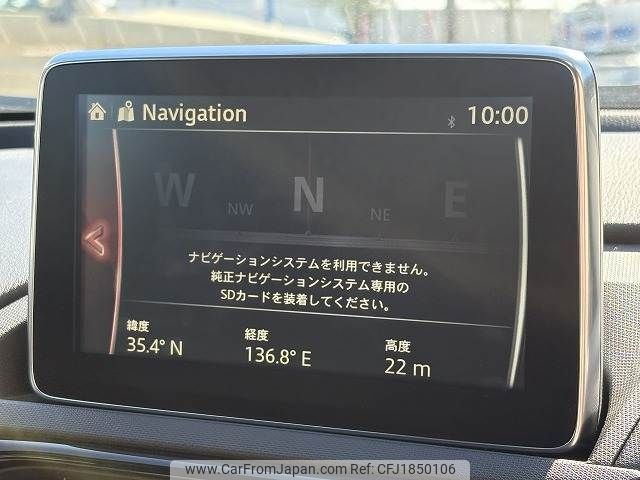 Navigation
10:00
W NW N NE E
ナビゲーションシステムを利用できません。
純正ナビゲーションシステム専用の
SDカードを装着してください。
緯度 経度 高度
35.4° N 136.8° E 22 m
www.CarFromJapan.com - CFJ1850106